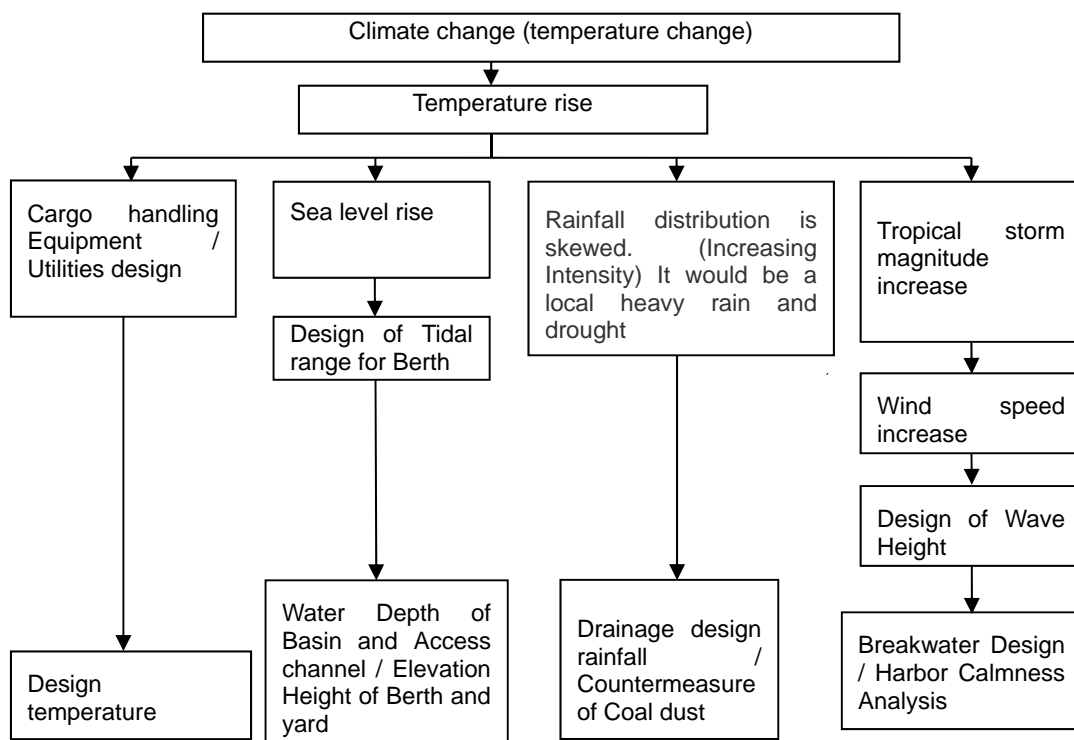 Climate change (temperature change)
Temperature rise
Cargo handling
Equipment /
Utilities design
Sea level rise
Rainfall distribution is
skewed. (Increasing
Intensity) It would be a
local heavy rain and
drought
Tropical storm
magnitude
increase
Design of Tidal
range for Berth
Wind speed
increase
Design of Wave
Height
Design
temperature
Water Depth of
Basin and Access
channel / Elevation
Height of Berth and
yard
Drainage design
rainfall /
Countermeasure
of Coal dust
Breakwater Design
/ Harbor Calmness
Analysis